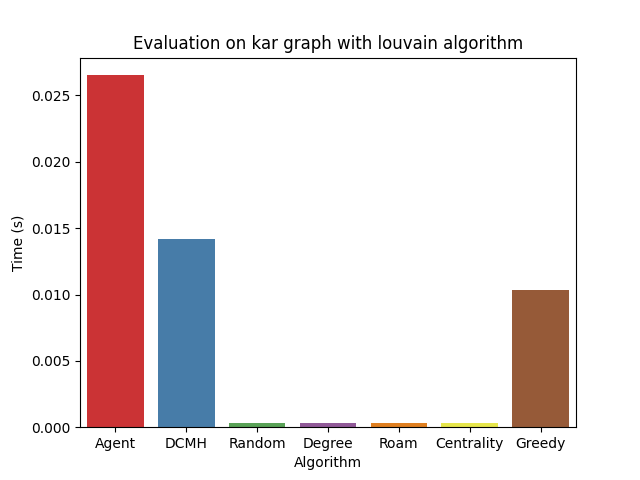 Evaluation on kar graph with louvain algorithm
0.025
0.020
0.015
0.010
0.005
0.000
Time (s)
Agent DCMH Random Degree Roam Centrality Greedy
Algorithm